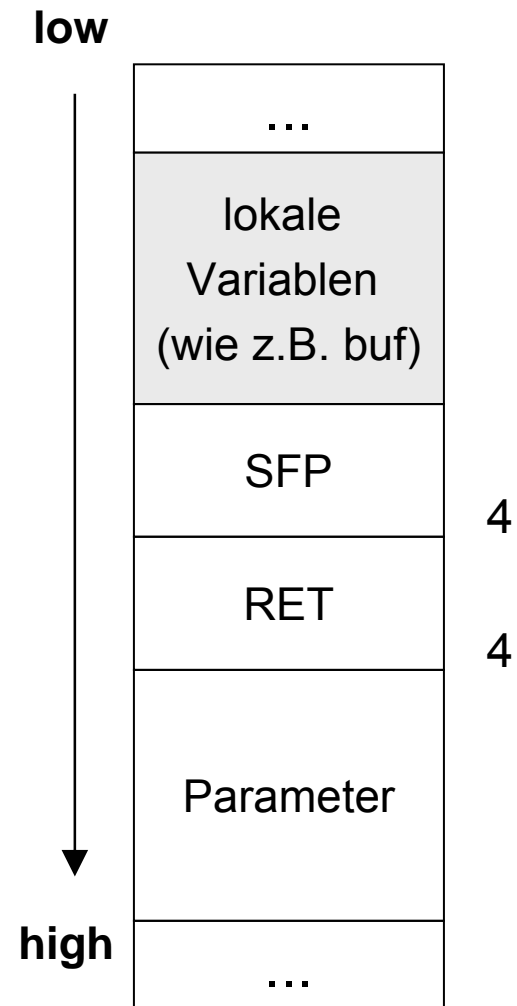 low
...
lokale
Variablen
(wie z.B. buf)
SFP
4
RET
4
Parameter
high
...